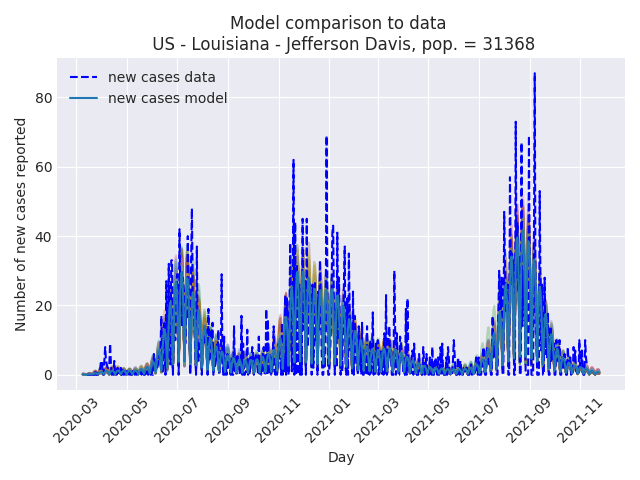 Model comparison to data
US - Louisiana - Jefferson Davis, pop. = 31368
new cases data
new cases model
Number of new cases reported
80
60
40
20
0
2020-03
2020-05
2020-07
2020-09
2020-11
2021-01
2021-03
2021-05
2021-07
2021-09
2021-11
Day